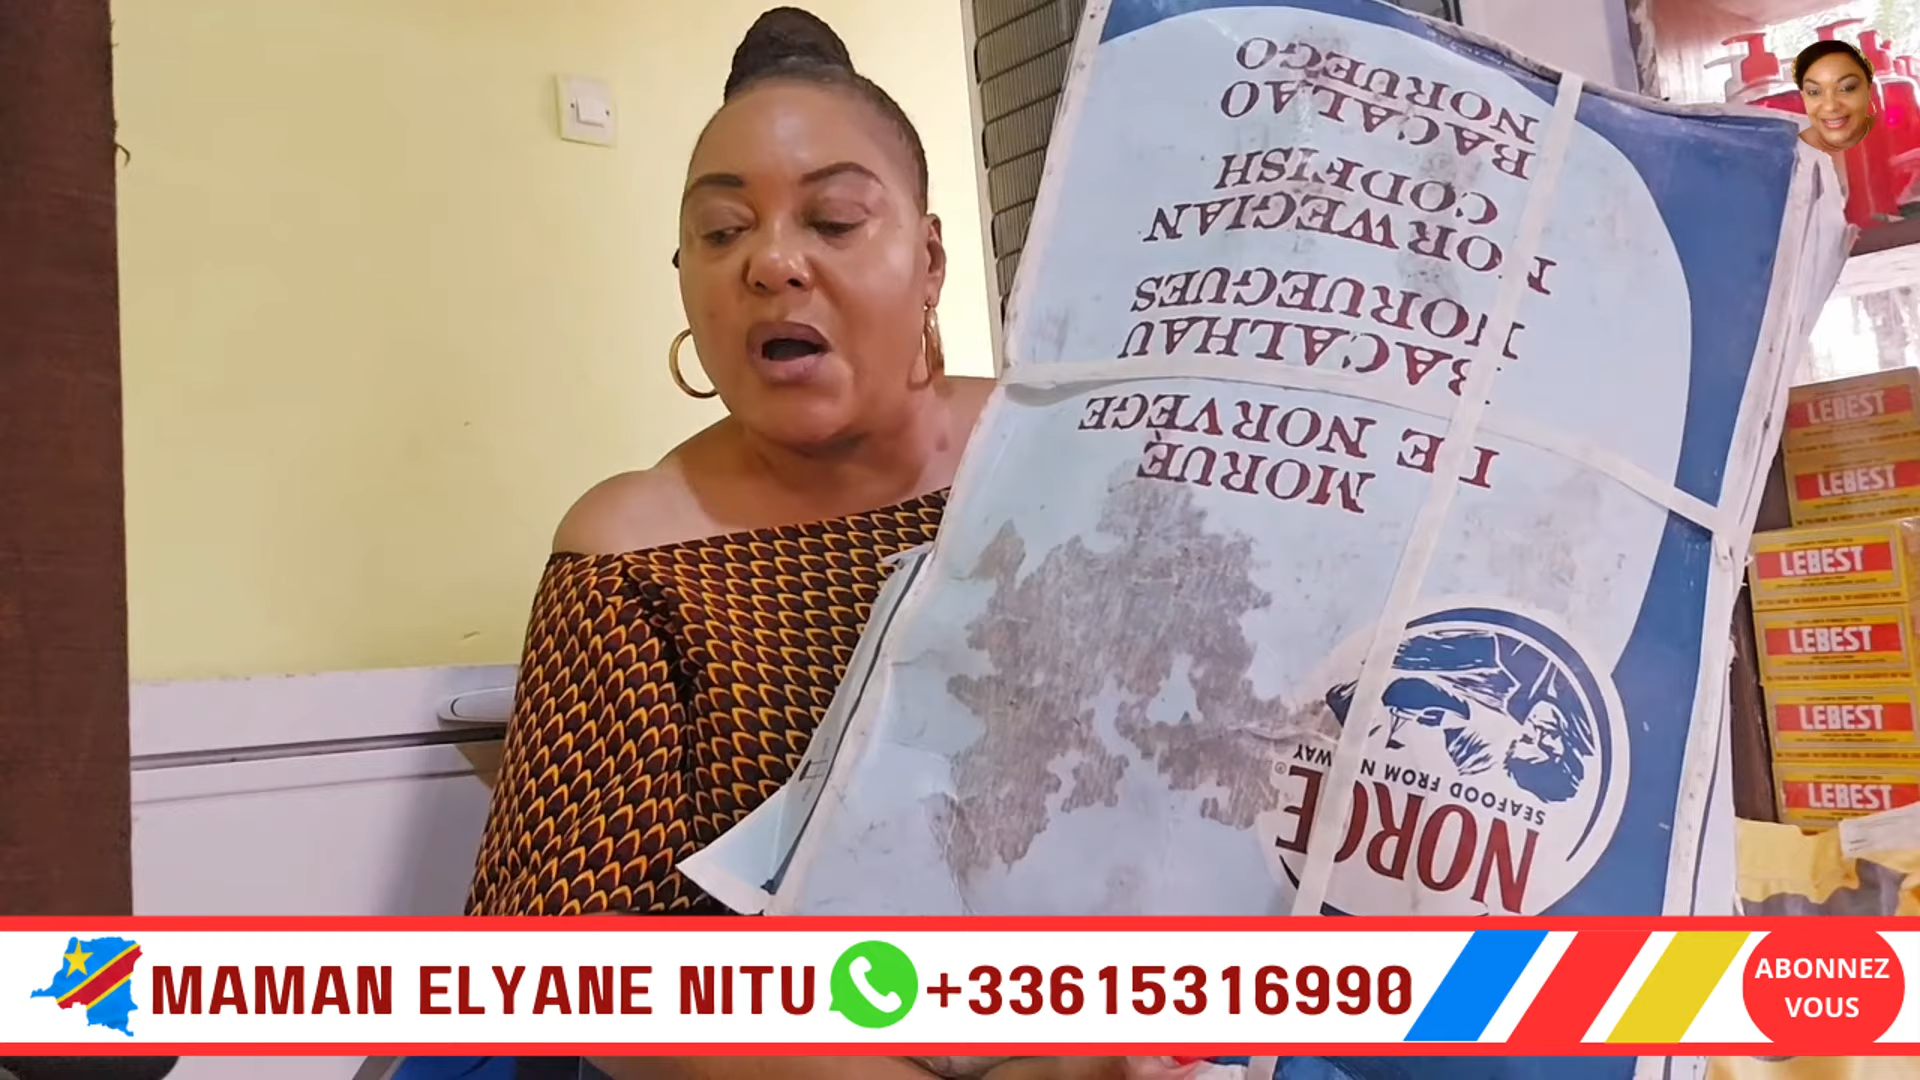 MORUE
DE NORVEGE
BACALHAU
NORUEGUES
NORWEGIAN
CODFISH
BACALAO
NORUEGO
NORGE
SEAFOOD FROM NORWAY
LEBEST
LEBEST
LEBEST
LEBEST
LEBEST
LEBEST
MAMAN ELYANE NITU +33615316990
ABONNEZ
VOUS